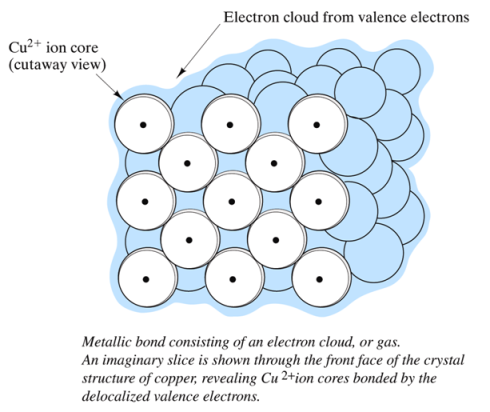 Electron cloud from valence electrons
Cu2+ ion core
(cutaway view)
Metallic bond consisting of an electron cloud, or gas.
An imaginary slice is shown through the front face of the crystal
structure of copper, revealing Cu 2+ion cores bonded by the
delocalized valence electrons.